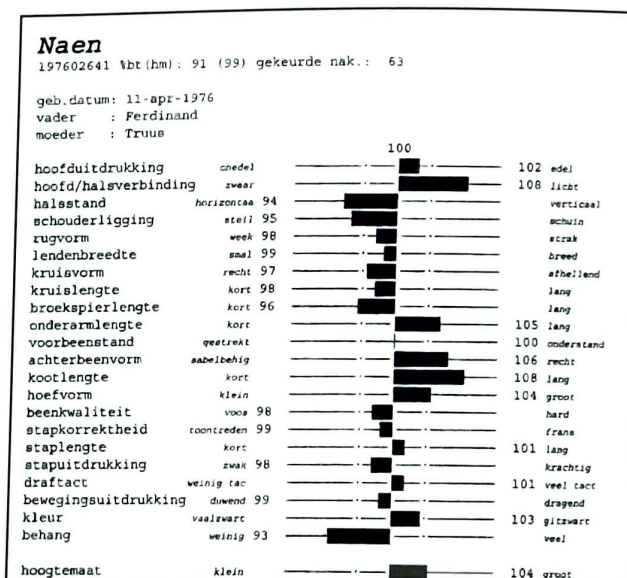 Naen
197602641 %bt(hm): 91 (99) gekeurde nak.: 63
geb.datum: 11-apr-1976
vader : Ferdinand
moeder : Truus
100
hoofduitdrukking onedel 102 edel
hoofd/halsverbinding zwaar 108 licht
halsstand horizontaa 94 verticaal
schouderligging steil 95 schuin
rugvorm week 98 strak
lendenbreedte smal 99 breed
kruisvorm recht 97 afhellend
kruislengte kort 98 lang
broekspierlengte kort 96 lang
onderarmlengte kort 105 lang
voorbeenstand gestrekt 100 onderstand
achterbeenvorm sabelbehig 106 recht
kootlengte kort 108 lang
hoefvorm klein 104 groot
beenkwaliteit voos 98 hard
stapkorrektheid toontreden 99 frans
staplengte kort 101 lang
stapuitdrukking zwak 98 krachtig
draftact weinig tac 101 veel tact
bewegingsuitdrukking duwend 99 dragend
kleur vaalzwart 103 gitzwart
behang weinig 93 veel
hoogtemaat klein 104 groot